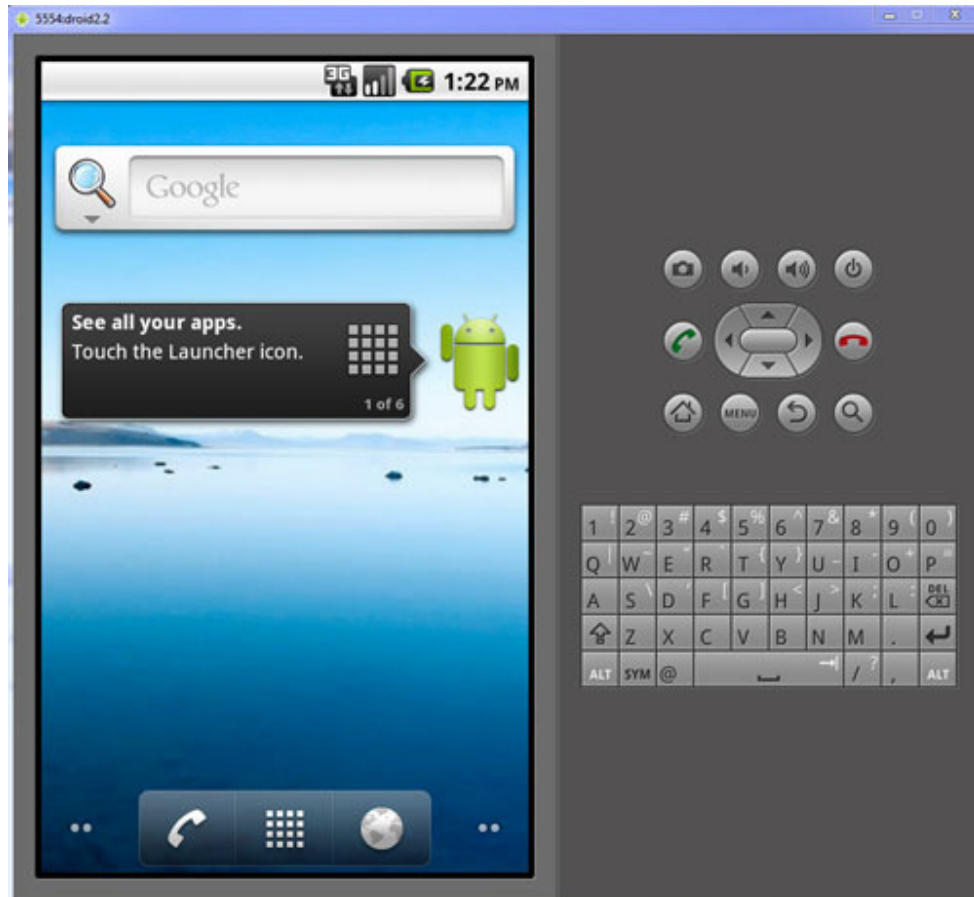 5554:droid2.2
3G 1:22 PM
Google
See all your apps.
Touch the Launcher icon.
1 of 6
MENU
1 ! 2 @ 3 # 4 $ 5 % 6 ^ 7 & 8 * 9 ( 0 )
Q | W ~ E " R ` T { Y } U - I - O + P =
A S \ D ' F [ G ] H < J > K ; L : DEL
Z X C V B N M .
ALT SYM @ / ? , ALT